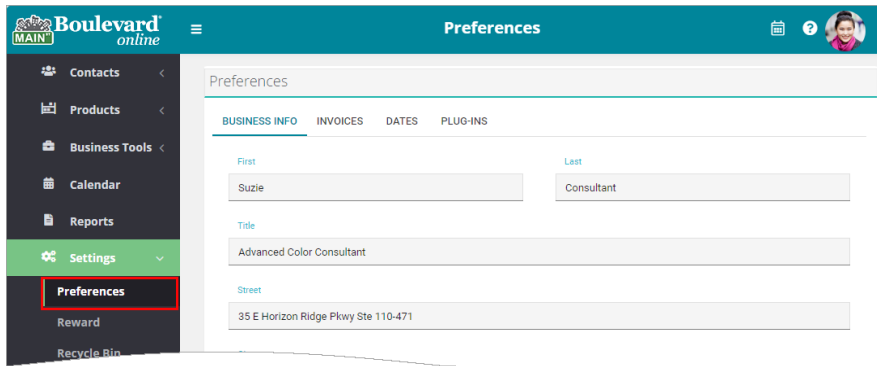 MAIN ST
Boulevard
online
Preferences
Contacts
Products
Business Tools
Calendar
Reports
Settings
Preferences
Reward
Recycle Bin
Preferences
BUSINESS INFO INVOICES DATES PLUG-INS
First Last
Suzie Consultant
Title
Advanced Color Consultant
Street
35 E Horizon Ridge Pkwy Ste 110-471